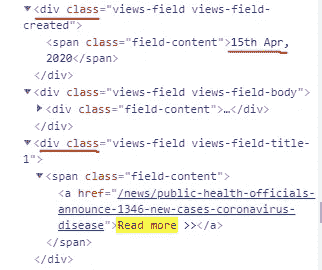 ▼<div class="views-field views-field-
created">
<span class="field-content">15th Apr,
2020</span>
</div>
▼<div class="views-field views-field-body">
▶<div class="field-content">…</div>
</div>
▼<div class="views-field views-field-title-
1">
▼<span class="field-content">
<a href="/news/public-health-officials-
announce-1346-new-cases-coronavirus-
disease">Read more >></a>
</span>
</div>